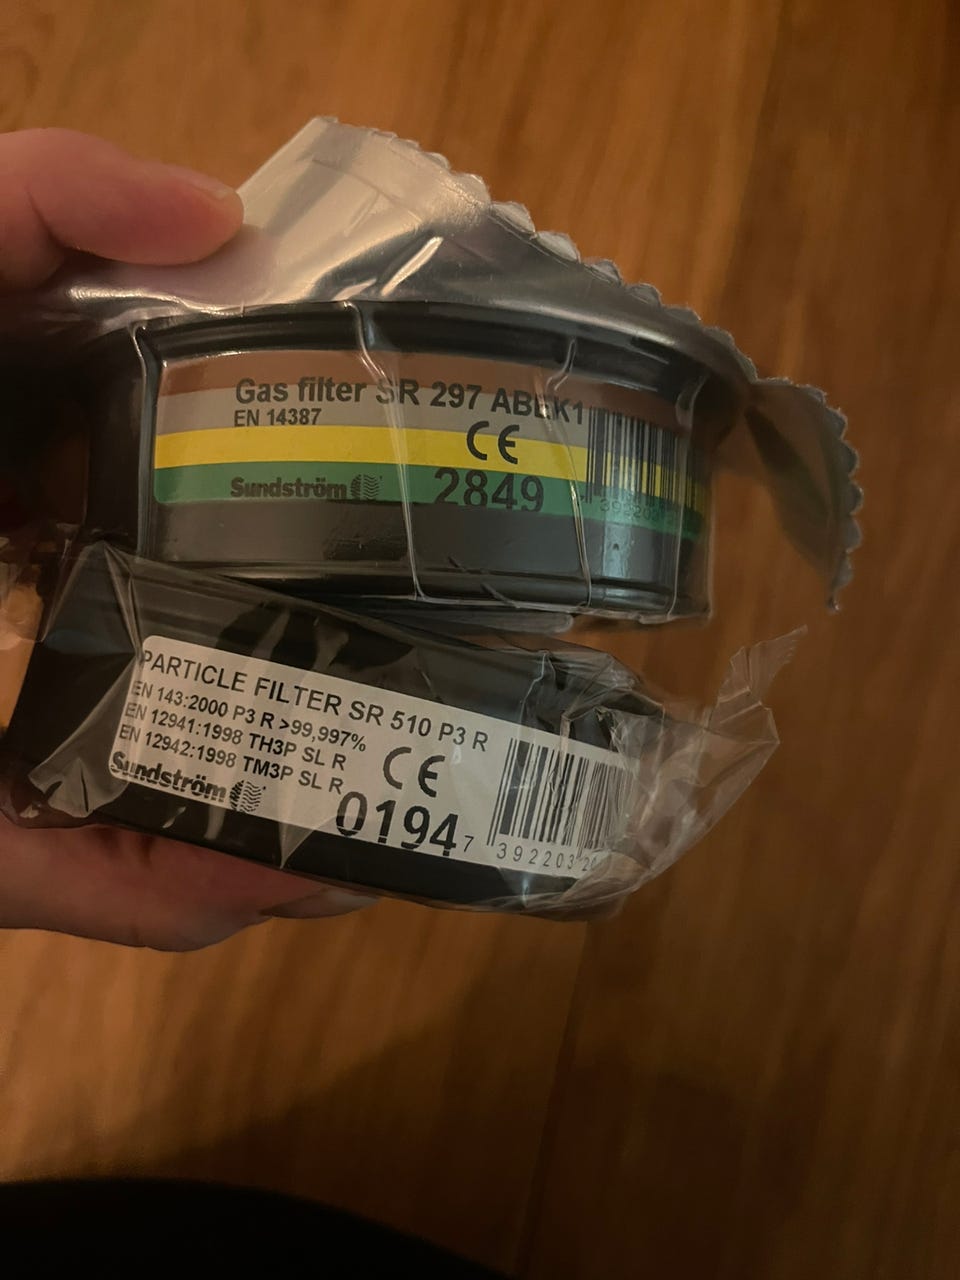 Gas filter SR 297 ABEK1
EN 14387
CE
Sundström
2849
PARTICLE FILTER SR 510 P3 R
EN 143:2000 P3 R >99,997%
EN 12941:1998 TH3P SL R
EN 12942:1998 TM3P SL R
CE
Sundström
0194
7 392203